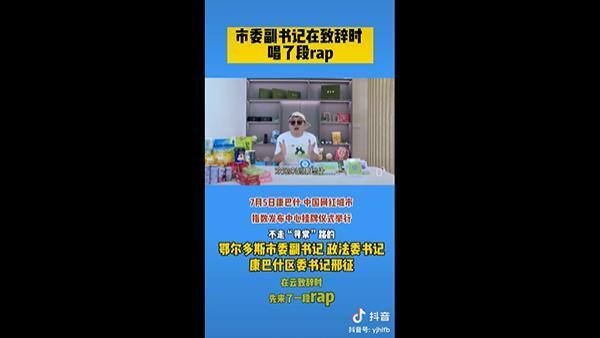 市委副书记在致辞时
唱了段rap
7月5日康巴什·中国网红城市
指数发布中心挂牌仪式举行
不走“寻常”路的
鄂尔多斯市委副书记 政法委书记
康巴什区委书记邢征
在云致辞时
先来了一段rap
抖音
抖音号: yjhlfb